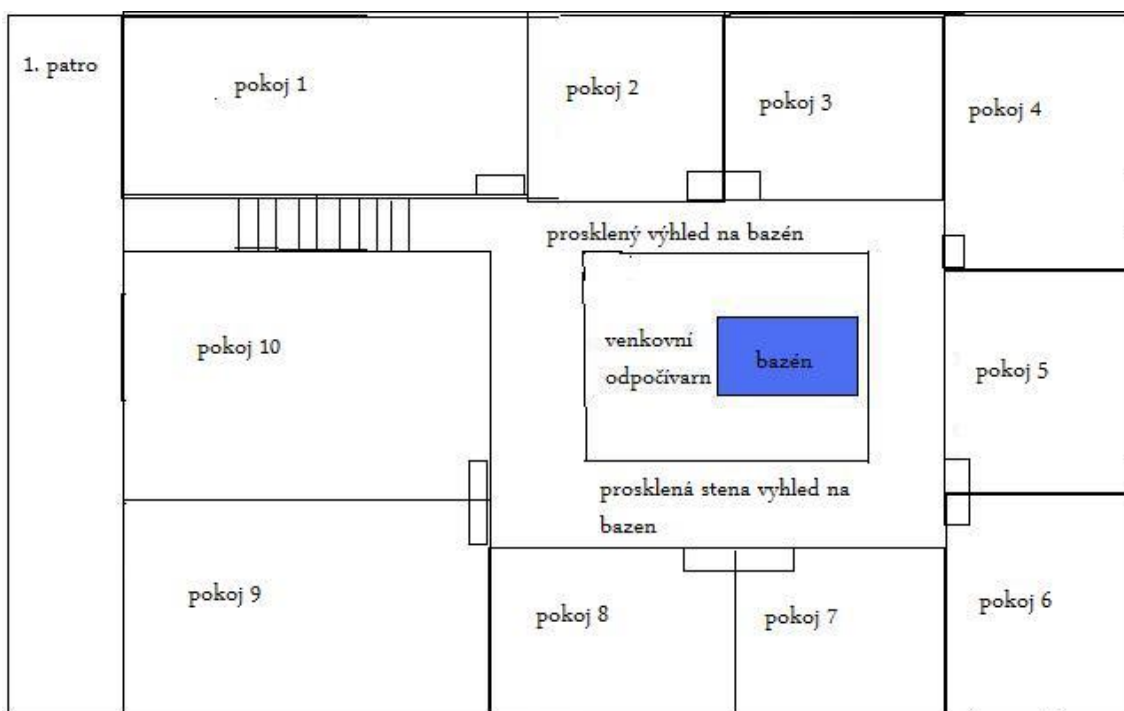 1. patro
pokoj 1
pokoj 2
pokoj 3
pokoj 4
prosklený výhled na bazén
pokoj 10
venkovní
odpočívarn
bazén
pokoj 5
prosklená stena vyhled na
bazen
pokoj 9
pokoj 8
pokoj 7
pokoj 6